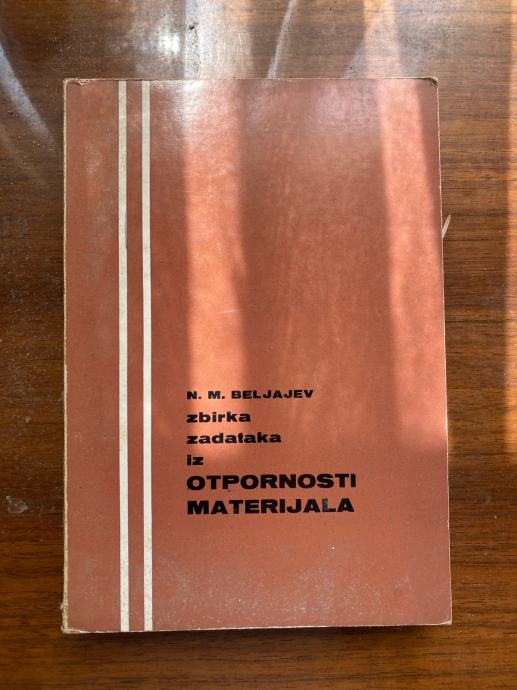 N. M. BELJAJEV
zbirka
zadataka
iz
OTPORNOSTI
MATERIJALA